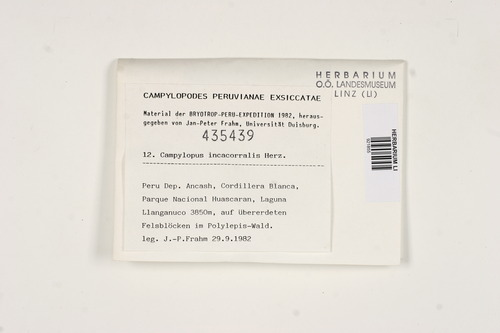 HERBARIUM
O.Ö. LANDESMUSEUM
LINZ (LI)
CAMPYLOPODES PERUVIANAE EXSICCATAE
Material der BRYOTROP-PERU-EXPEDITION 1982, heraus-
gegeben von Jan-Peter Frahm, Universität Duisburg.
435439
12. Campylopus incacorralis Herz.
Peru Dep. Ancash, Cordillera Blanca,
Parque Nacional Huascaran, Laguna
Llanganuco 3850m, auf übererdeten
Felsblöcken im Polylepis-Wald.
leg. J.-P.Frahm 29.9.1982
HERBARIUM LI